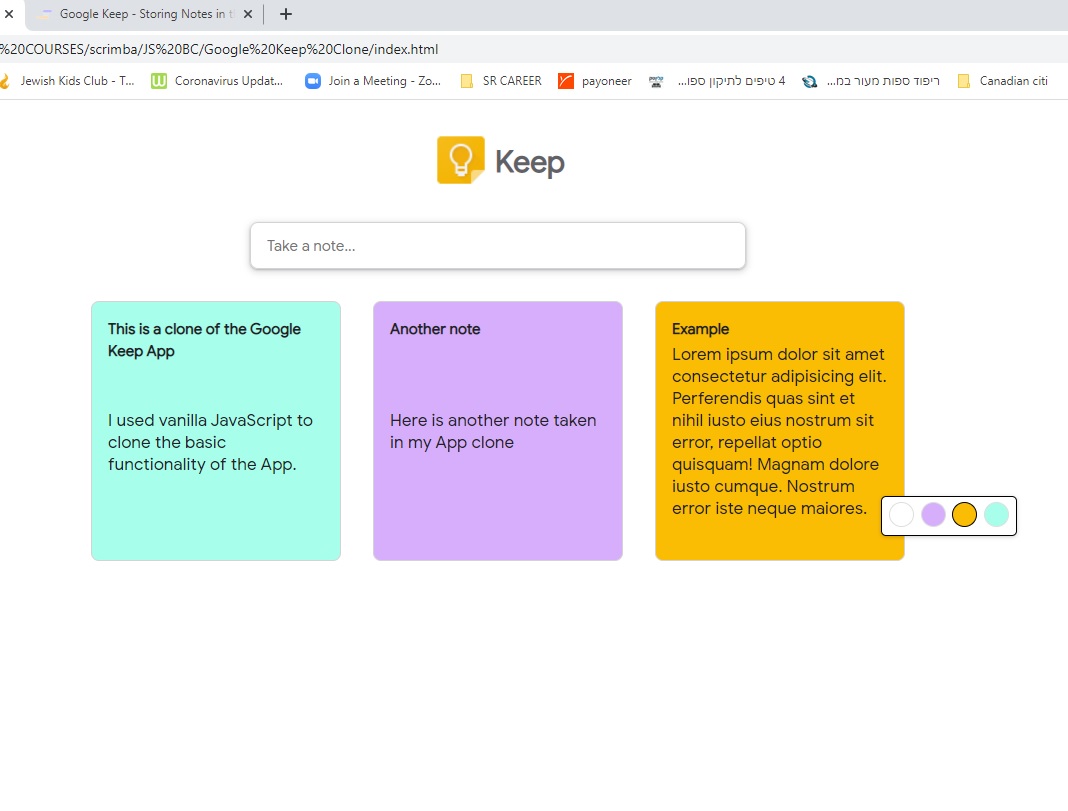 Google Keep - Storing Notes in t
%20COURSES/scrimba/JS%20BC/Google%20Keep%20Clone/index.html
Jewish Kids Club - T... Coronavirus Updat... Join a Meeting - Zo... SR CAREER payoneer 4 טיפים לתיקון ספו... ריפוד ספות מעור במ... Canadian citi
Keep
Take a note...
This is a clone of the Google
Keep App
I used vanilla JavaScript to
clone the basic
functionality of the App.
Another note
Here is another note taken
in my App clone
Example
Lorem ipsum dolor sit amet
consectetur adipisicing elit.
Perferendis quas sint et
nihil iusto eius nostrum sit
error, repellat optio
quisquam! Magnam dolore
iusto cumque. Nostrum
error iste neque maiores.